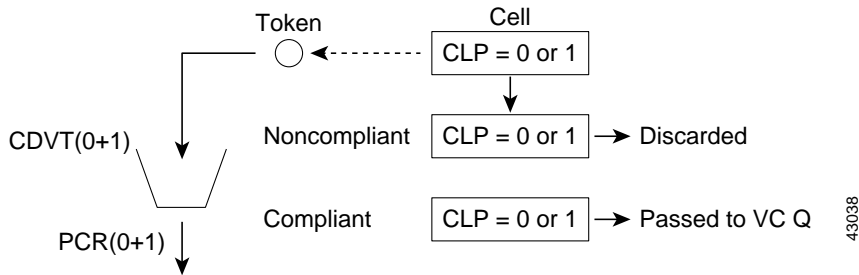 Token
Cell
CLP = 0 or 1
CDVT(0+1)
Noncompliant
CLP = 0 or 1
Discarded
PCR(0+1)
Compliant
CLP = 0 or 1
Passed to VC Q
43038